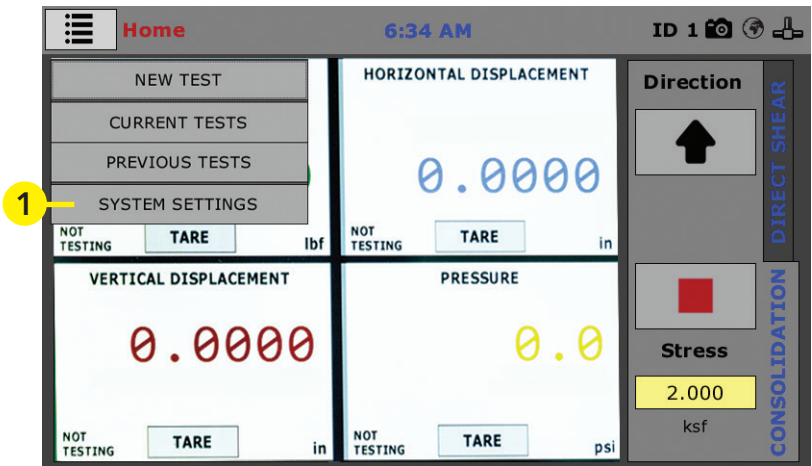 Home
6:34 AM
ID 1
NEW TEST
CURRENT TESTS
PREVIOUS TESTS
1
SYSTEM SETTINGS
NOT
TESTING
TARE
lbf
HORIZONTAL DISPLACEMENT
0.0000
NOT
TESTING
TARE
in
VERTICAL DISPLACEMENT
0.0000
NOT
TESTING
TARE
in
PRESSURE
0.0
NOT
TESTING
TARE
psi
Direction
Stress
2.000
ksf
DIRECT SHEAR
CONSOLIDATION